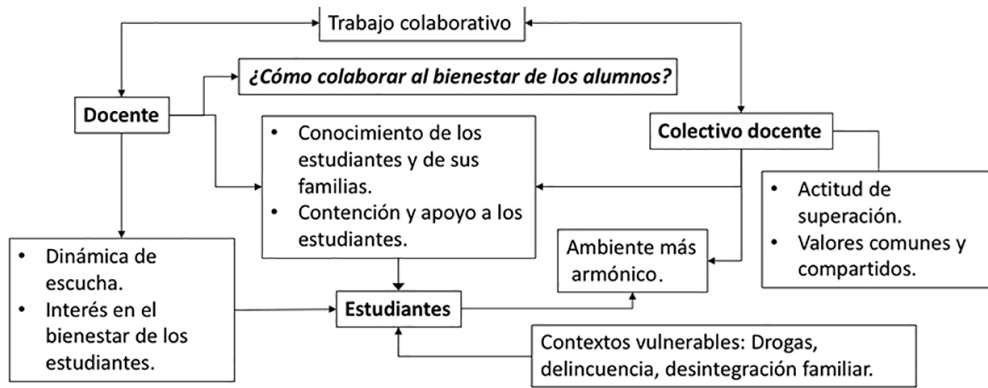 Trabajo colaborativo
¿Cómo colaborar al bienestar de los alumnos?
Docente
Colectivo docente
• Conocimiento de los
estudiantes y de sus
familias.
• Contención y apoyo a los
estudiantes.
• Actitud de
superación.
• Valores comunes y
compartidos.
• Dinámica de
escucha.
• Interés en el
bienestar de los
estudiantes.
Ambiente más
armónico.
Estudiantes
Contextos vulnerables: Drogas,
delincuencia, desintegración familiar.